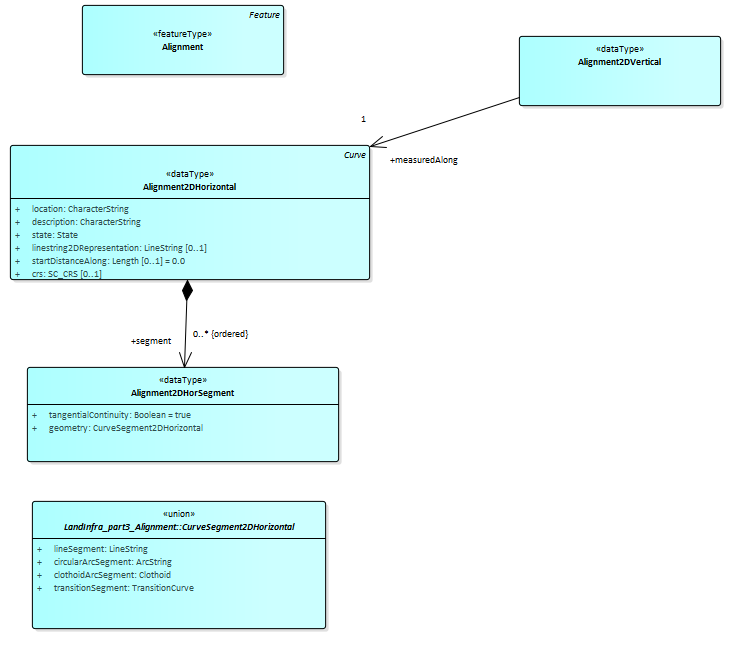 Feature
«featureType»
Alignment
«dataType»
Alignment2DVertical
1
+measuredAlong
Curve
«dataType»
Alignment2DHorizontal
+ location: CharacterString
+ description: CharacterString
+ state: State
+ linestring2DRepresentation: LineString [0..1]
+ startDistanceAlong: Length [0..1] = 0.0
+ crs: SC_CRS [0..1]
0..* {ordered}
+segment
«dataType»
Alignment2DHorSegment
+ tangentialContinuity: Boolean = true
+ geometry: CurveSegment2DHorizontal
«union»
LandInfra_part3_Alignment::CurveSegment2DHorizontal
+ lineSegment: LineString
+ circularArcSegment: ArcString
+ clothoidArcSegment: Clothoid
+ transitionSegment: TransitionCurve